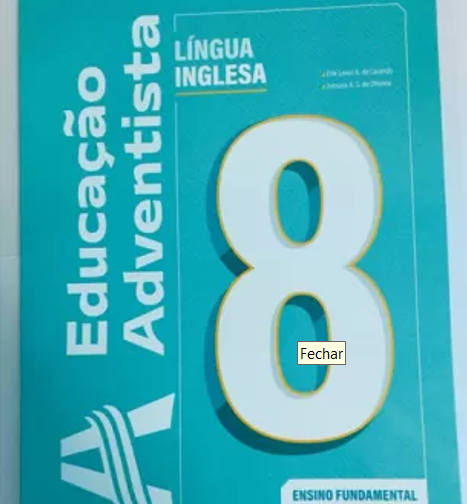 Educação
Adventista
LÍNGUA
INGLESA
8
Fechar
ENSINO FUNDAMENTAL